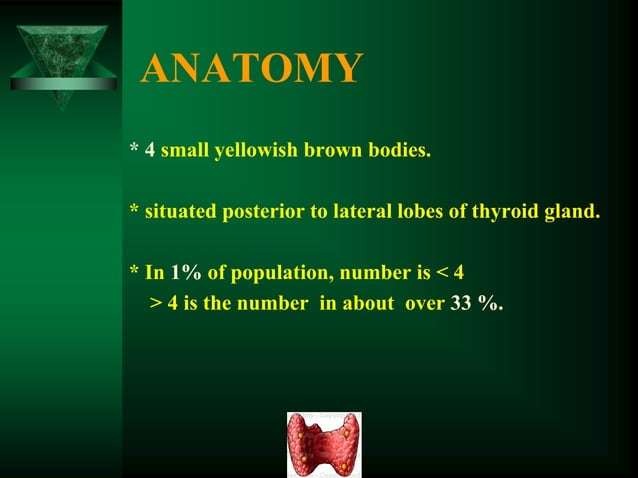 ANATOMY
* 4 small yellowish brown bodies.
* situated posterior to lateral lobes of thyroid gland.
* In 1% of population, number is < 4
> 4 is the number in about over 33 %.